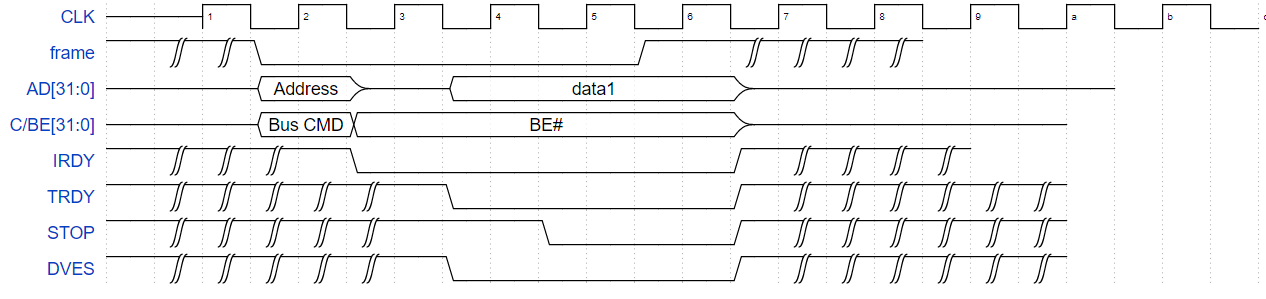 CLK 1 2 3 4 5 6 7 8 9 a b
frame
AD[31:0] Address data1
C/BE[31:0] Bus CMD BE#
IRDY
TRDY
STOP
DVES